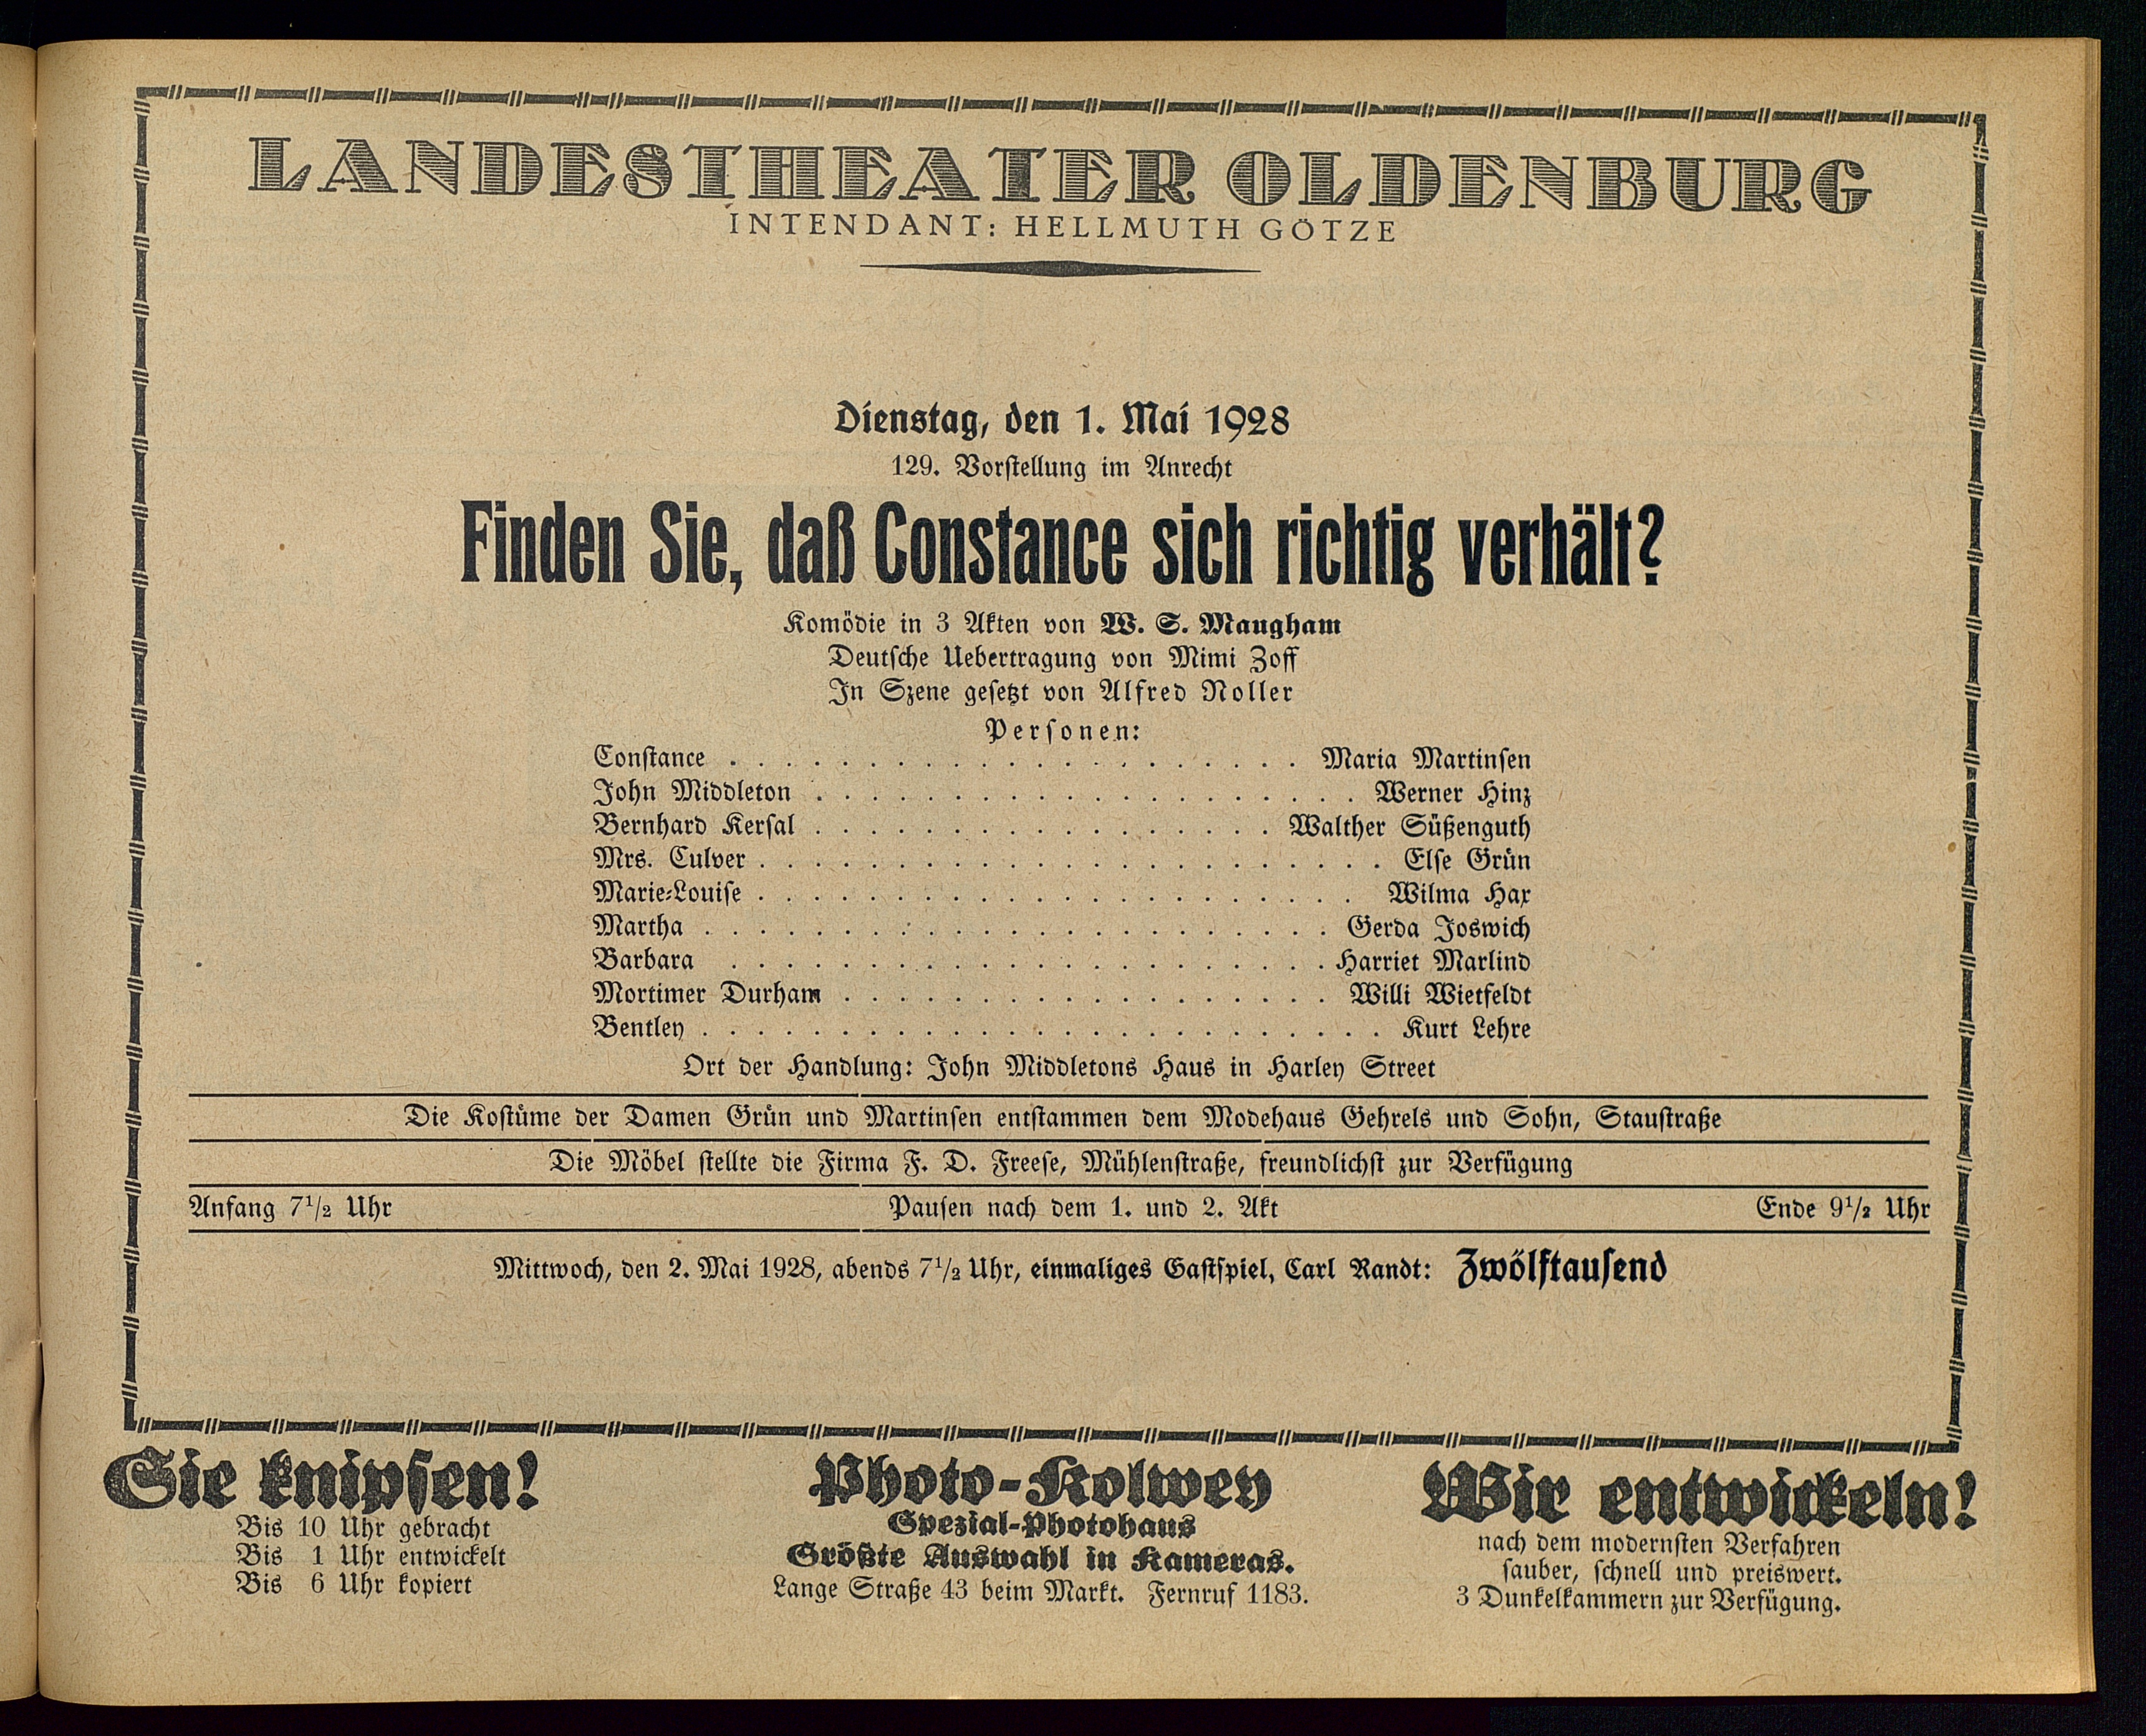 LANDESTHEATER OLDENBURG
INTENDANT: HELLMUTH GÖTZE
Dienstag, den 1. Mai 1928
129. Vorstellung im Anrecht
Finden Sie, daß Constance sich richtig verhält?
Komödie in 3 Akten von W. S. Maugham
Deutsche Uebertragung von Mimi Zoff
In Szene gesetzt von Alfred Noller
Personen:
Constance . . . . . . . . . . . . . . . . . . . . . Maria Martinsen
John Middleton . . . . . . . . . . . . . . . . . . . . Werner Hinz
Bernhard Kersal . . . . . . . . . . . . . . . . . Walther Süßenguth
Mrs. Culver . . . . . . . . . . . . . . . . . . . . . . . Else Grün
Marie-Louise . . . . . . . . . . . . . . . . . . . . . . Wilma Hax
Martha . . . . . . . . . . . . . . . . . . . . . . . Gerda Joswich
Barbara . . . . . . . . . . . . . . . . . . . . . . Harriet Marlind
Mortimer Durham . . . . . . . . . . . . . . . . . . Willi Wietfeldt
Bentley . . . . . . . . . . . . . . . . . . . . . . . . . Kurt Lehre
Ort der Handlung: John Middletons Haus in Harley Street
Die Kostüme der Damen Grün und Martinsen entstammen dem Modehaus Gehrels und Sohn, Staustraße
Die Möbel stellte die Firma F. D. Freese, Mühlenstraße, freundlichst zur Verfügung
Anfang 7½ Uhr Pausen nach dem 1. und 2. Akt Ende 9½ Uhr
Mittwoch, den 2. Mai 1928, abends 7½ Uhr, einmaliges Gastspiel, Carl Randt: Zwölftausend
Sie knipsen!
Bis 10 Uhr gebracht
Bis 1 Uhr entwickelt
Bis 6 Uhr kopiert
Photo-Kolwey
Spezial-Photohaus
Größte Auswahl in Kameras.
Lange Straße 43 beim Markt. Fernruf 1183.
Wir entwickeln!
nach dem modernsten Verfahren
sauber, schnell und preiswert.
3 Dunkelkammern zur Verfügung.